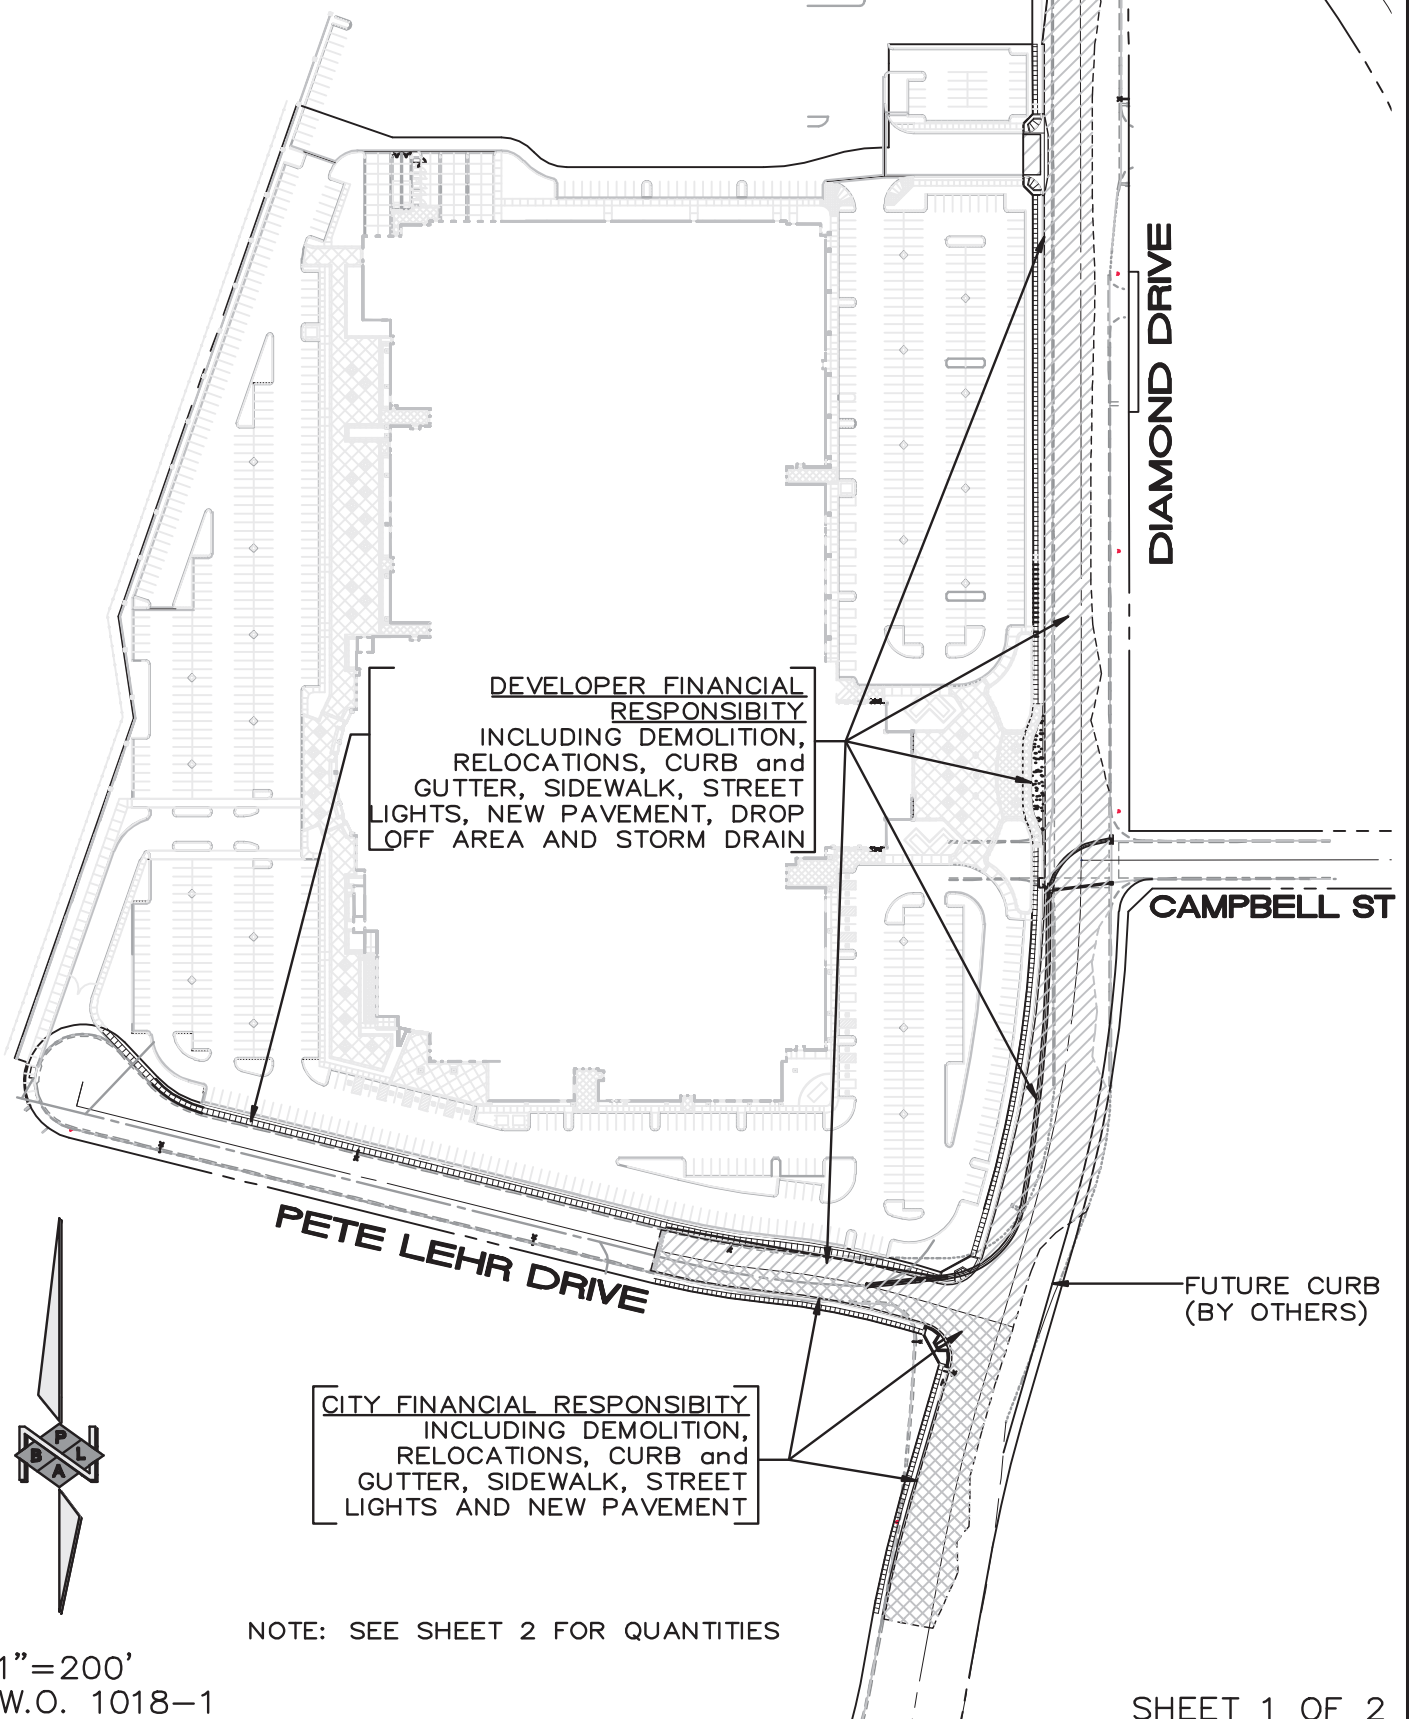 DIAMOND DRIVE
DEVELOPER FINANCIAL
RESPONSIBITY
INCLUDING DEMOLITION,
RELOCATIONS, CURB and
GUTTER, SIDEWALK, STREET
LIGHTS, NEW PAVEMENT, DROP
OFF AREA AND STORM DRAIN
CAMPBELL ST
PETE LEHR DRIVE
FUTURE CURB
(BY OTHERS)
CITY FINANCIAL RESPONSIBITY
INCLUDING DEMOLITION,
RELOCATIONS, CURB and
GUTTER, SIDEWALK, STREET
LIGHTS AND NEW PAVEMENT
P
B L
A
NOTE: SEE SHEET 2 FOR QUANTITIES
1"=200'
W.O. 1018-1
SHEET 1 OF 2